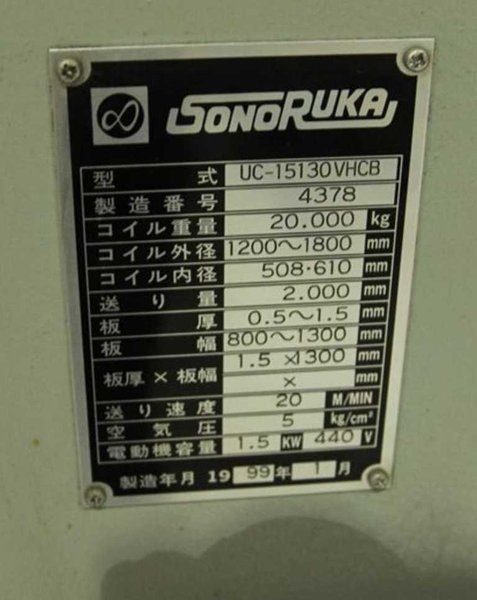 SONORUKA
型式 UC-15130VHCB
製造番号 4378
コイル重量 20.000 kg
コイル外径 1200～1800 mm
コイル内径 508・610 mm
送り量 2.000 mm
板厚 0.5～1.5 mm
板幅 800～1300 mm
板厚×板幅 1.5 ×1300 mm
× mm
送り速度 20 M/MIN
空気圧 5 kg/cm²
電動機容量 1.5 KW 440 V
製造年月 1999年 1月